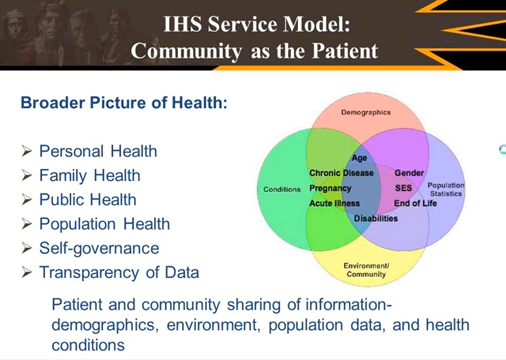 IHS Service Model:
Community as the Patient
Broader Picture of Health:
Personal Health
Family Health
Public Health
Population Health
Self-governance
Transparency of Data
Patient and community sharing of information-
demographics, environment, population data, and health
conditions
Demographics
Age
Chronic Disease
Gender
Conditions
Pregnancy
SES
Population
Statistics
Acute Illness
End of Life
Disabilities
Environment/
Community